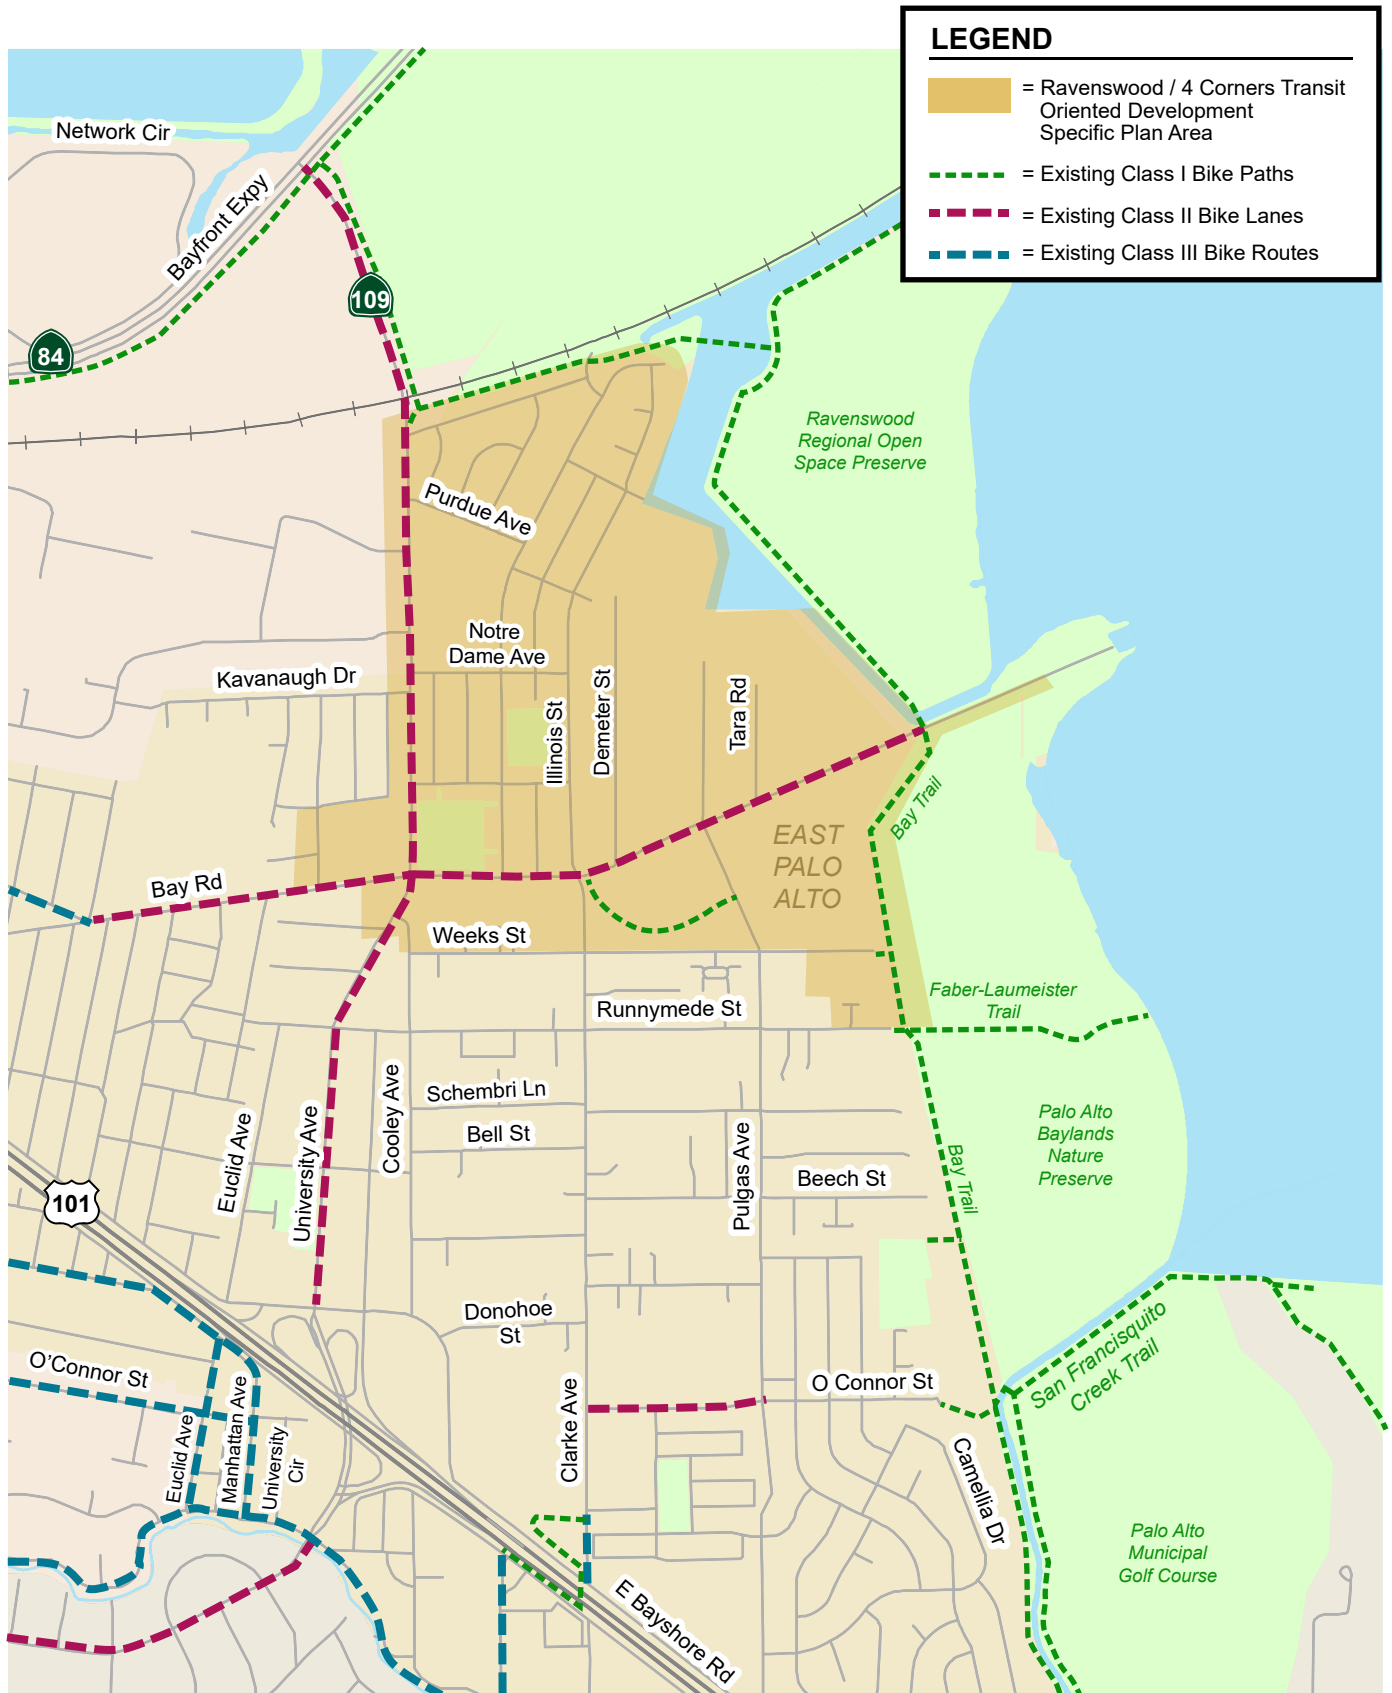 LEGEND
= Ravenswood / 4 Corners Transit
Oriented Development
Specific Plan Area
= Existing Class I Bike Paths
= Existing Class II Bike Lanes
= Existing Class III Bike Routes
Network Cir
Bayfront Expy
109
84
Ravenswood
Regional Open
Space Preserve
Purdue Ave
Notre
Dame Ave
Kavanaugh Dr
Illinois St
Demeter St
Tara Rd
Bay Trail
EAST
PALO
ALTO
Bay Rd
Weeks St
Faber-Laumeister
Trail
Runnymede St
Cooley Ave
Schembri Ln
Bell St
Euclid Ave
University Ave
Pulgas Ave
Beech St
Bay Trail
Palo Alto
Baylands
Nature
Preserve
101
Donohoe
St
San Francisquito
Creek Trail
O'Connor St
O Connor St
Euclid Ave
Manhattan Ave
University
Cir
Clarke Ave
Camellia Dr
Palo Alto
Municipal
Golf Course
E Bayshore Rd